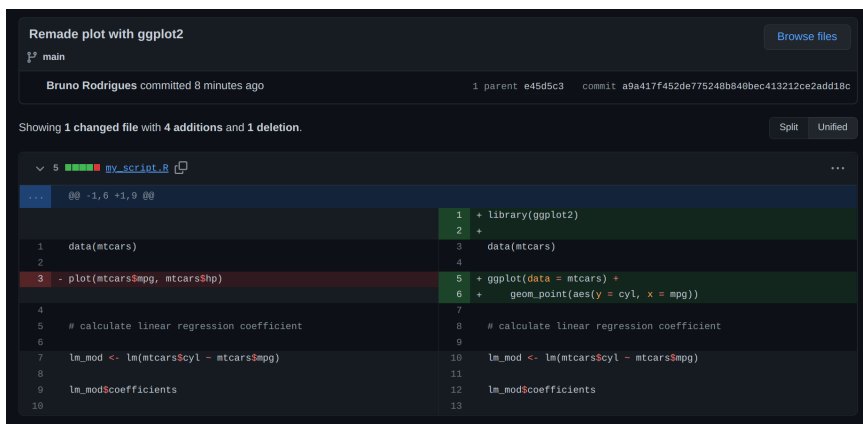 Remade plot with ggplot2
Browse files
main
Bruno Rodrigues committed 8 minutes ago
1 parent e45d5c3 commit a9a417f452de775248b840bec413212ce2add18c
Showing 1 changed file with 4 additions and 1 deletion.
Split Unified
5 my_script.R
...
... @@ -1,6 +1,9 @@
1 + library(ggplot2)
2 +
1 data(mtcars) 3 data(mtcars)
2 4
3 - plot(mtcars$mpg, mtcars$hp) 5 + ggplot(data = mtcars) +
6 + geom_point(aes(y = cyl, x = mpg))
4 7
5 # calculate linear regression coefficient 8 # calculate linear regression coefficient
6 9
7 lm_mod <- lm(mtcars$cyl ~ mtcars$mpg) 10 lm_mod <- lm(mtcars$cyl ~ mtcars$mpg)
8 11
9 lm_mod$coefficients 12 lm_mod$coefficients
10 13